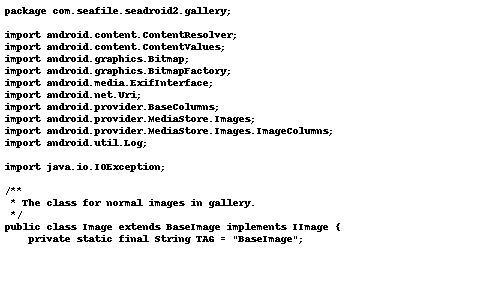 package com.seafile.seadroid2.gallery;

import android.content.ContentResolver;
import android.content.ContentValues;
import android.graphics.Bitmap;
import android.graphics.BitmapFactory;
import android.media.ExifInterface;
import android.net.Uri;
import android.provider.BaseColumns;
import android.provider.MediaStore.Images;
import android.provider.MediaStore.Images.ImageColumns;
import android.util.Log;

import java.io.IOException;

/**
 * The class for normal images in gallery.
 */
public class Image extends BaseImage implements IImage {
    private static final String TAG = "BaseImage";